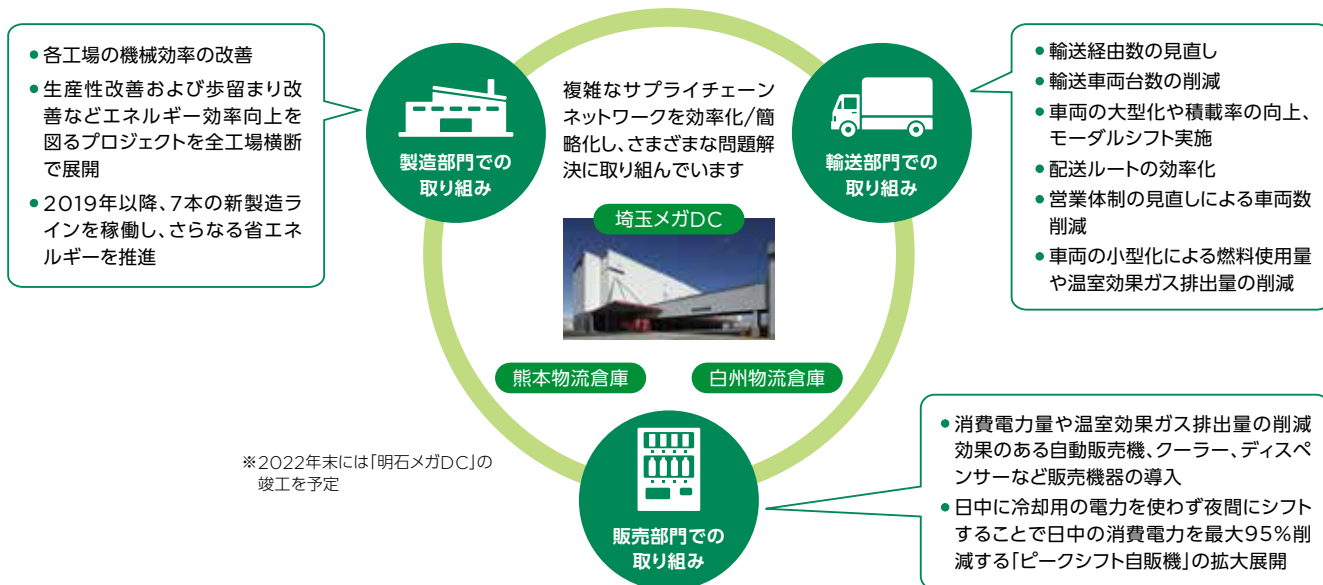 • 各工場の機械効率の改善
• 生産性改善および歩留まり改
善などエネルギー効率向上を
図るプロジェクトを全工場横断
で展開
• 2019年以降、7本の新製造ラ
インを稼働し、さらなる省エネ
ルギーを推進
製造部門での
取り組み
複雑なサプライチェーン
ネットワークを効率化/簡
略化し、さまざまな問題解
決に取り組んでいます
埼玉メガDC
熊本物流倉庫
白州物流倉庫
輸送部門での
取り組み
• 輸送経由数の見直し
• 輸送車両台数の削減
• 車両の大型化や積載率の向上、
モーダルシフト実施
• 配送ルートの効率化
• 営業体制の見直しによる車両数
削減
• 車両の小型化による燃料使用量
や温室効果ガス排出量の削減
※2022年末には「明石メガDC」の
竣工を予定
販売部門での
取り組み
• 消費電力量や温室効果ガス排出量の削減
効果のある自動販売機、クーラー、ディスペ
ンサーなど販売機器の導入
• 日中に冷却用の電力を使わず夜間にシフト
することで日中の消費電力を最大95%削
減する「ピークシフト自販機」の拡大展開